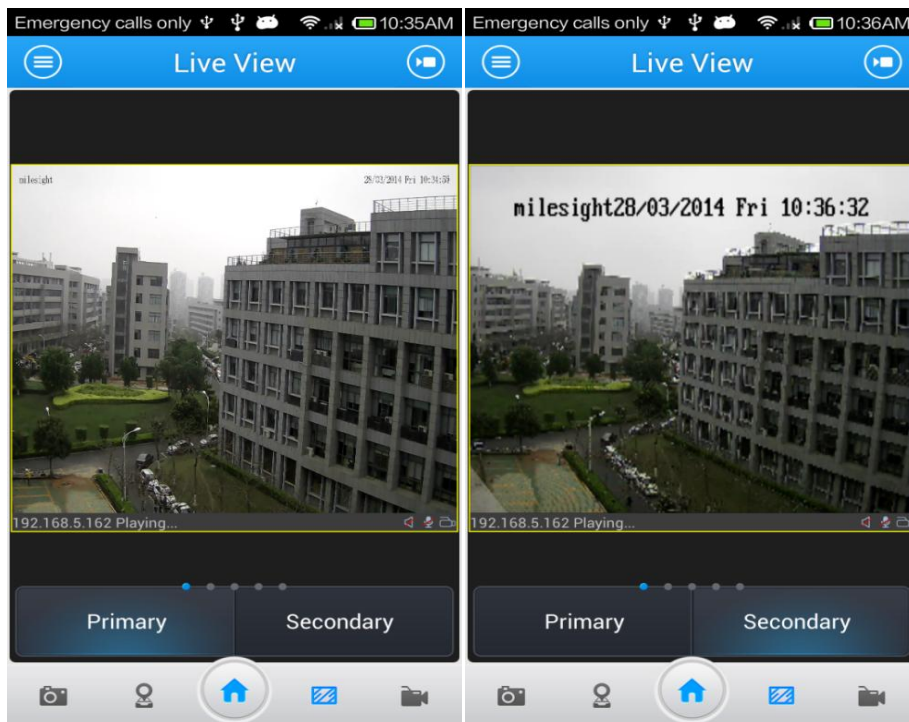 Emergency calls only 10:35AM
Live View
milesight 28/03/2014 Fri 10:34:58
192.168.5.162 Playing...
Primary Secondary
Emergency calls only 10:36AM
Live View
milesight28/03/2014 Fri 10:36:32
192.168.5.162 Playing...
Primary Secondary